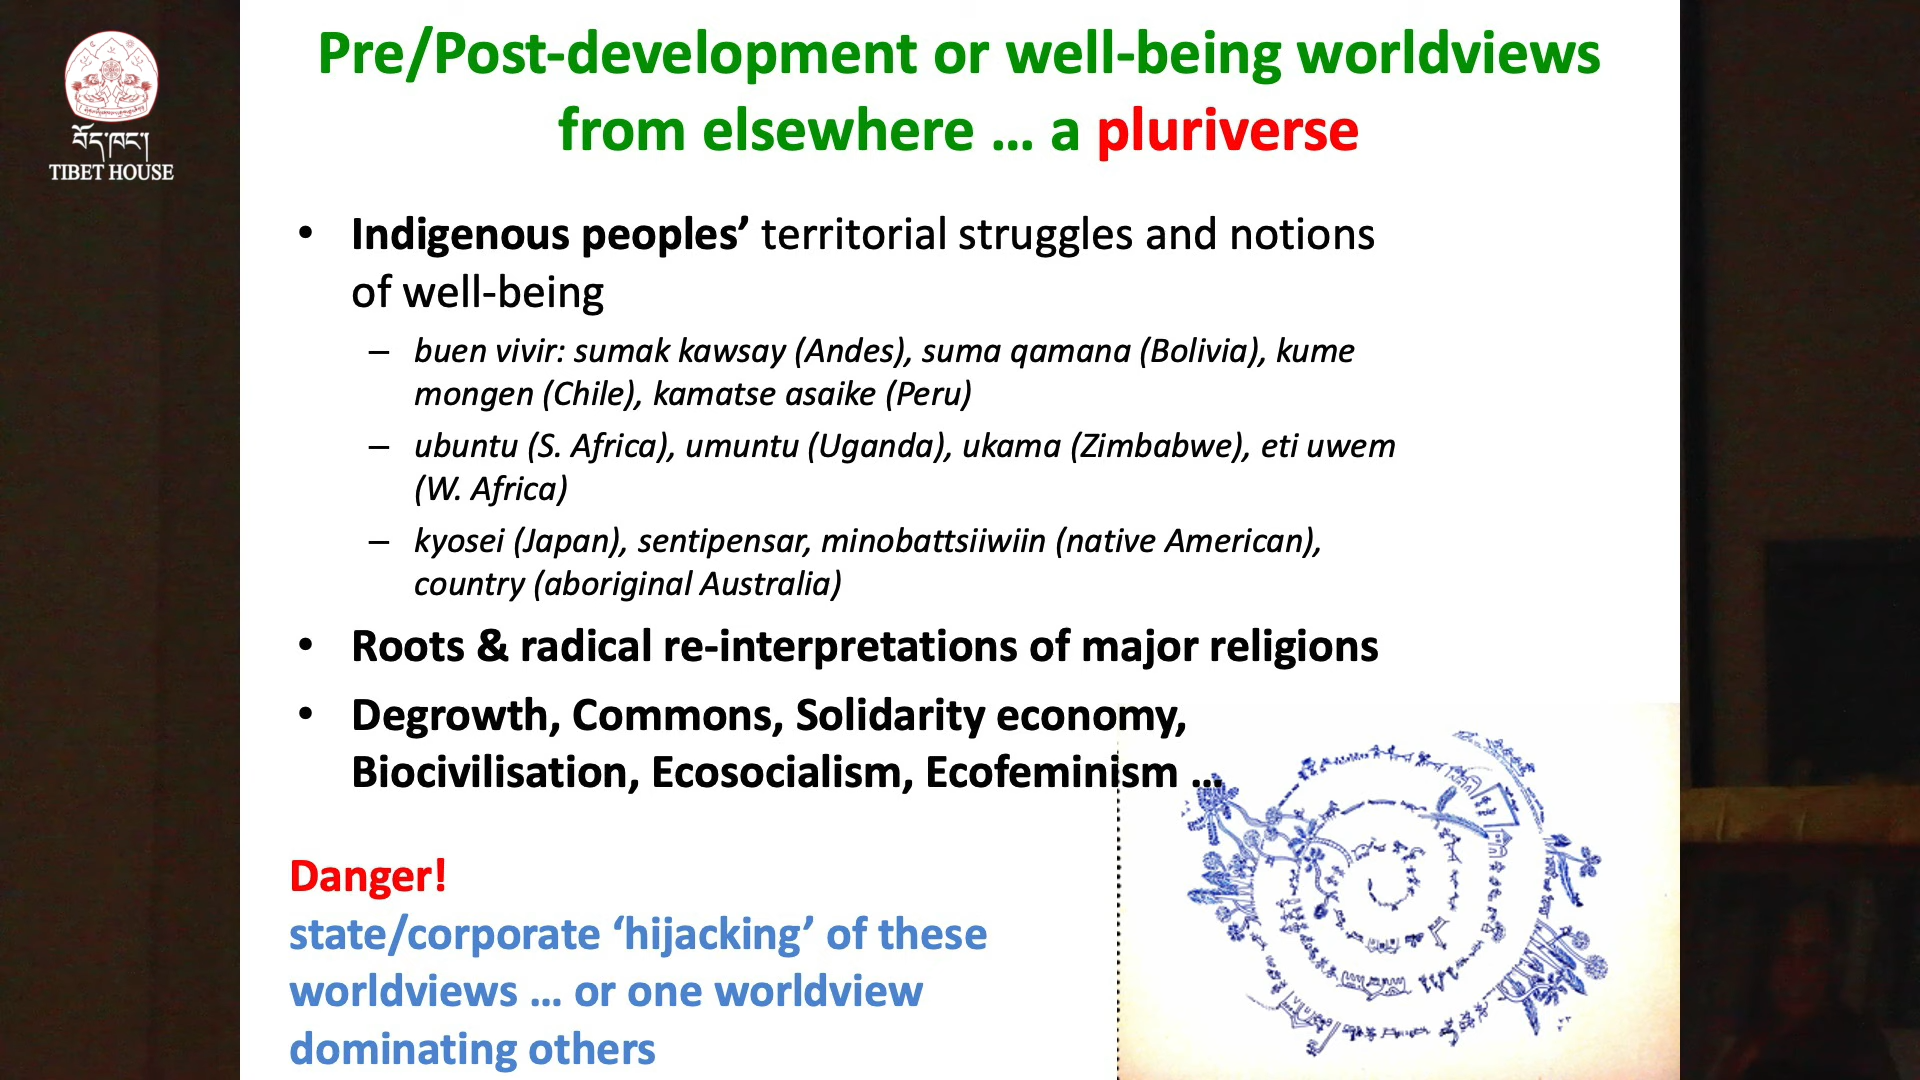 བོད་ཁང་།
TIBET HOUSE
Pre/Post-development or well-being worldviews
from elsewhere … a pluriverse
• Indigenous peoples’ territorial struggles and notions
of well-being
– buen vivir: sumak kawsay (Andes), suma qamana (Bolivia), kume
mongen (Chile), kamatse asaike (Peru)
– ubuntu (S. Africa), umuntu (Uganda), ukama (Zimbabwe), eti uwem
(W. Africa)
– kyosei (Japan), sentipensar, minobattsiiwiin (native American),
country (aboriginal Australia)
• Roots & radical re-interpretations of major religions
• Degrowth, Commons, Solidarity economy,
Biocivilisation, Ecosocialism, Ecofeminism …
Danger!
state/corporate ‘hijacking’ of these
worldviews … or one worldview
dominating others